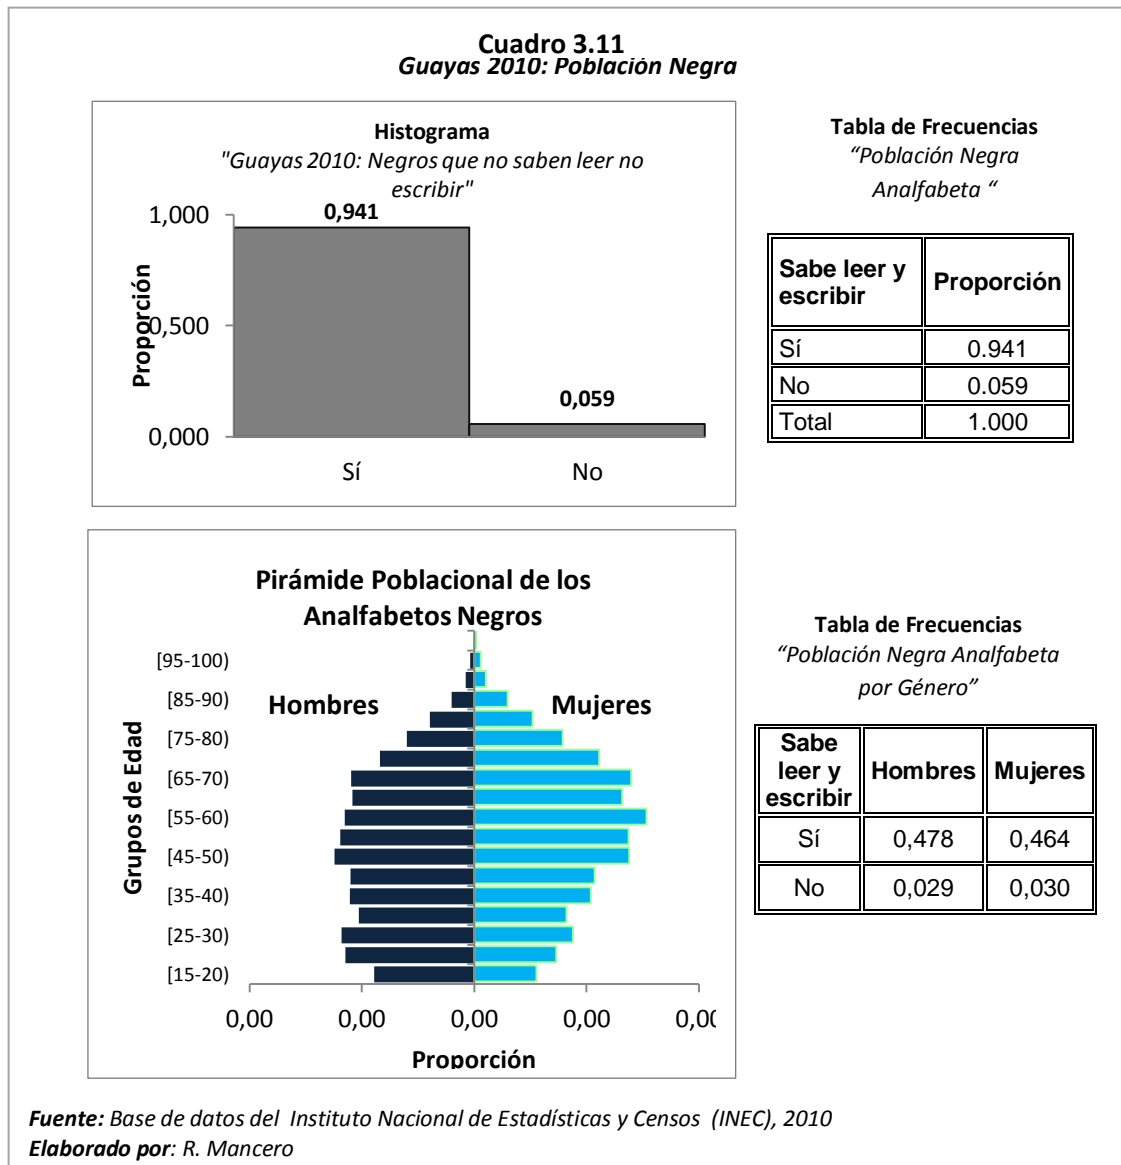 Cuadro 3.11
Guayas 2010: Población Negra
Histograma
"Guayas 2010: Negros que no saben leer no
escribir"
0,941
1,000
Proporción
0,500
0,059
0,000
Sí No
Tabla de Frecuencias
“Población Negra
Analfabeta “
Sabe leer y
escribir
Proporción
Sí 0.941
No 0.059
Total 1.000
Pirámide Poblacional de los
Analfabetos Negros
[95-100)
[85-90)
Hombres Mujeres
[75-80)
[65-70)
[55-60)
[45-50)
[35-40)
[25-30)
[15-20)
Grupos de Edad
0,00 0,00 0,00 0,00 0,00
Proporción
Tabla de Frecuencias
“Población Negra Analfabeta
por Género”
Sabe
leer y
escribir
Hombres Mujeres
Sí 0,478 0,464
No 0,029 0,030
Fuente: Base de datos del Instituto Nacional de Estadísticas y Censos (INEC), 2010
Elaborado por: R. Mancero